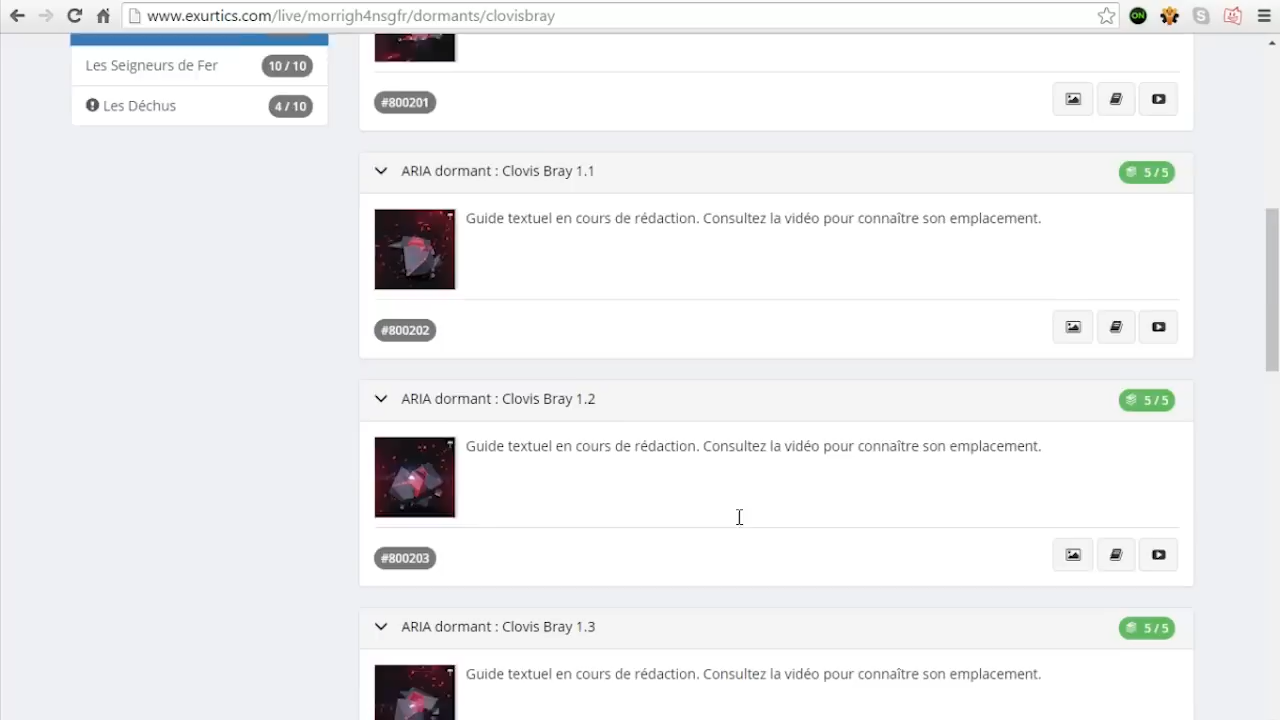 www.exurtics.com/live/morrigh4nsgfr/dormants/clovisbray
ON
Les Seigneurs de Fer 10 / 10
Les Déchus 4 / 10
#800201
ARIA dormant : Clovis Bray 1.1 5 / 5
Guide textuel en cours de rédaction. Consultez la vidéo pour connaître son emplacement.
#800202
ARIA dormant : Clovis Bray 1.2 5 / 5
Guide textuel en cours de rédaction. Consultez la vidéo pour connaître son emplacement.
#800203
ARIA dormant : Clovis Bray 1.3 5 / 5
Guide textuel en cours de rédaction. Consultez la vidéo pour connaître son emplacement.